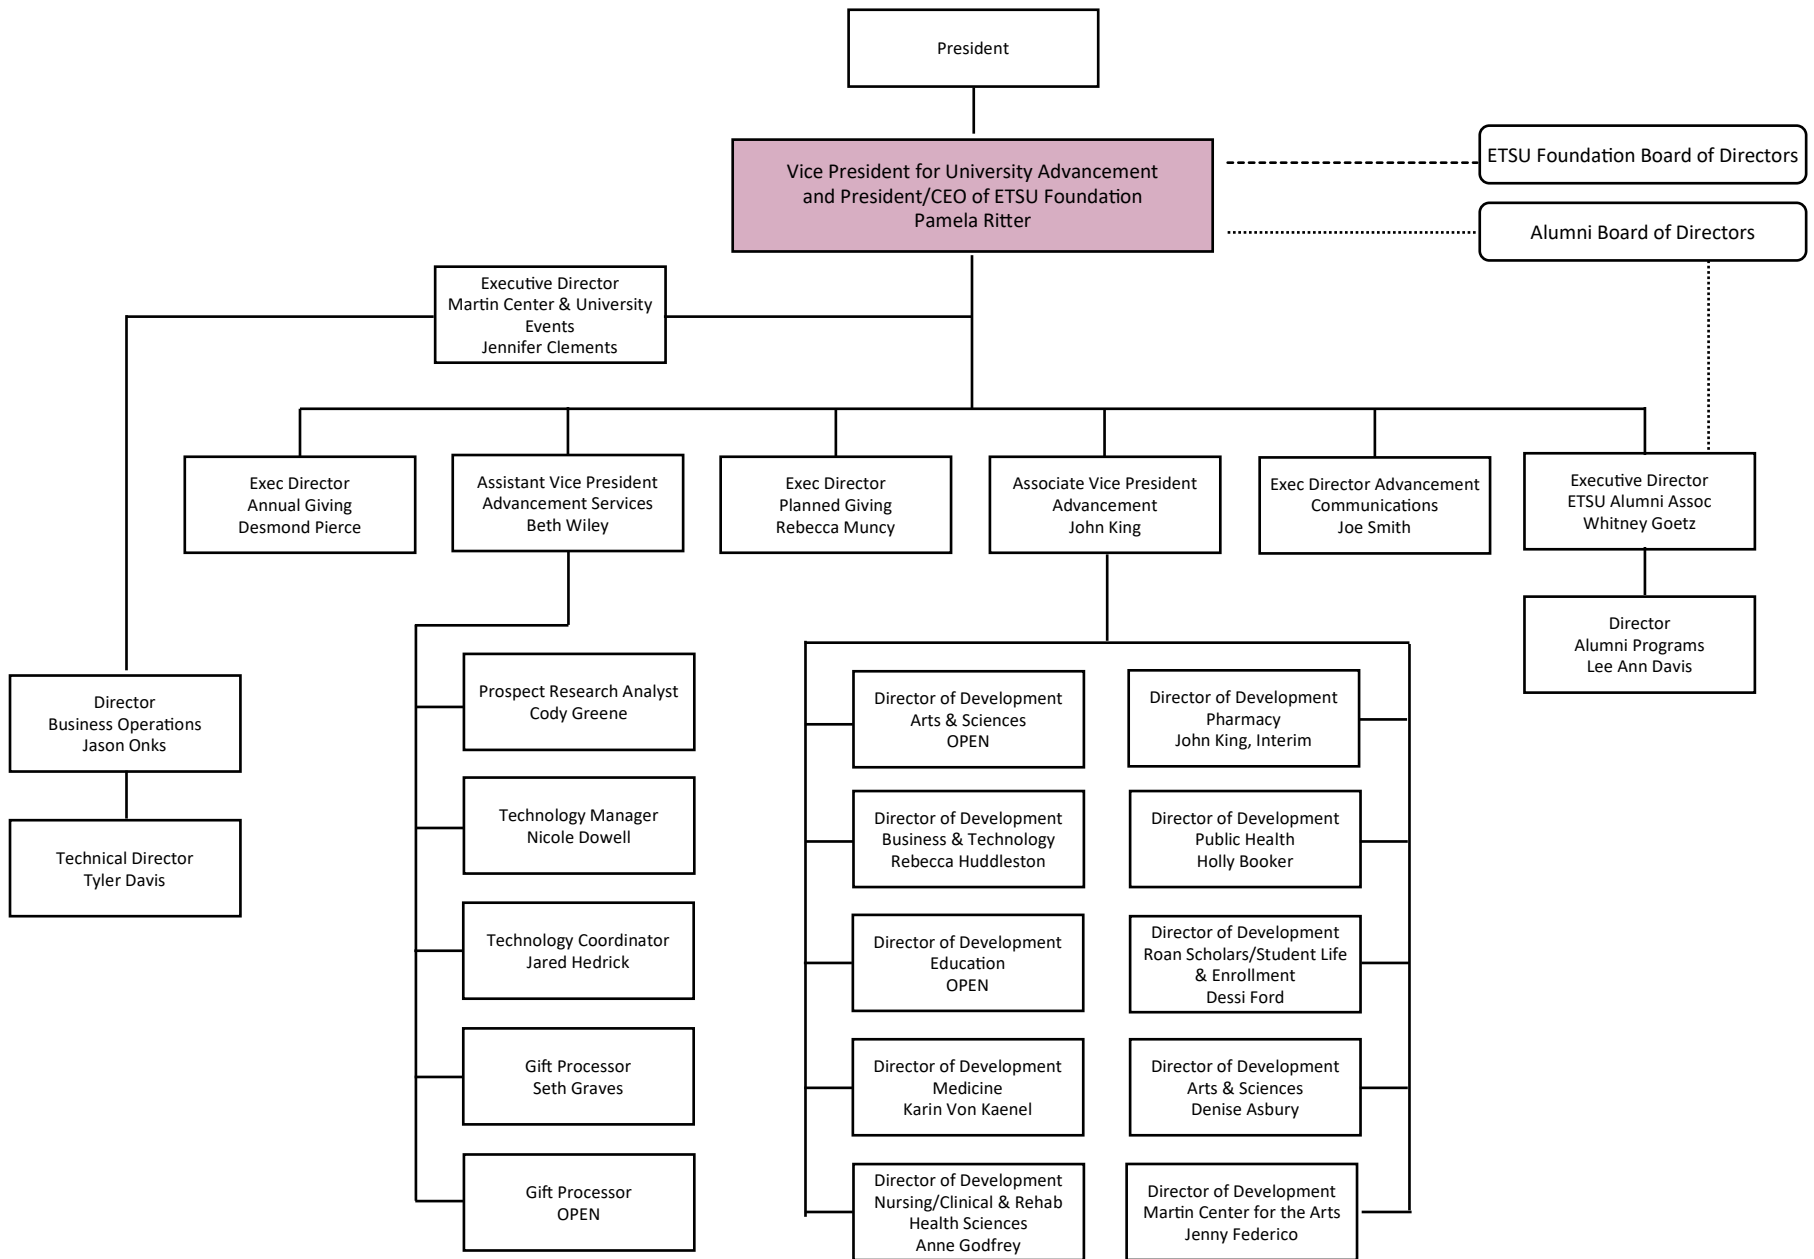 President
Vice President for University Advancement
and President/CEO of ETSU Foundation
Pamela Ritter
ETSU Foundation Board of Directors
Alumni Board of Directors
Executive Director
Martin Center & University
Events
Jennifer Clements
Exec Director
Annual Giving
Desmond Pierce
Assistant Vice President
Advancement Services
Beth Wiley
Exec Director
Planned Giving
Rebecca Muncy
Associate Vice President
Advancement
John King
Exec Director Advancement
Communications
Joe Smith
Executive Director
ETSU Alumni Assoc
Whitney Goetz
Director
Alumni Programs
Lee Ann Davis
Director
Business Operations
Jason Onks
Technical Director
Tyler Davis
Prospect Research Analyst
Cody Greene
Technology Manager
Nicole Dowell
Technology Coordinator
Jared Hedrick
Gift Processor
Seth Graves
Gift Processor
OPEN
Director of Development
Arts & Sciences
OPEN
Director of Development
Business & Technology
Rebecca Huddleston
Director of Development
Education
OPEN
Director of Development
Medicine
Karin Von Kaenel
Director of Development
Nursing/Clinical & Rehab
Health Sciences
Anne Godfrey
Director of Development
Pharmacy
John King, Interim
Director of Development
Public Health
Holly Booker
Director of Development
Roan Scholars/Student Life
& Enrollment
Dessi Ford
Director of Development
Arts & Sciences
Denise Asbury
Director of Development
Martin Center for the Arts
Jenny Federico